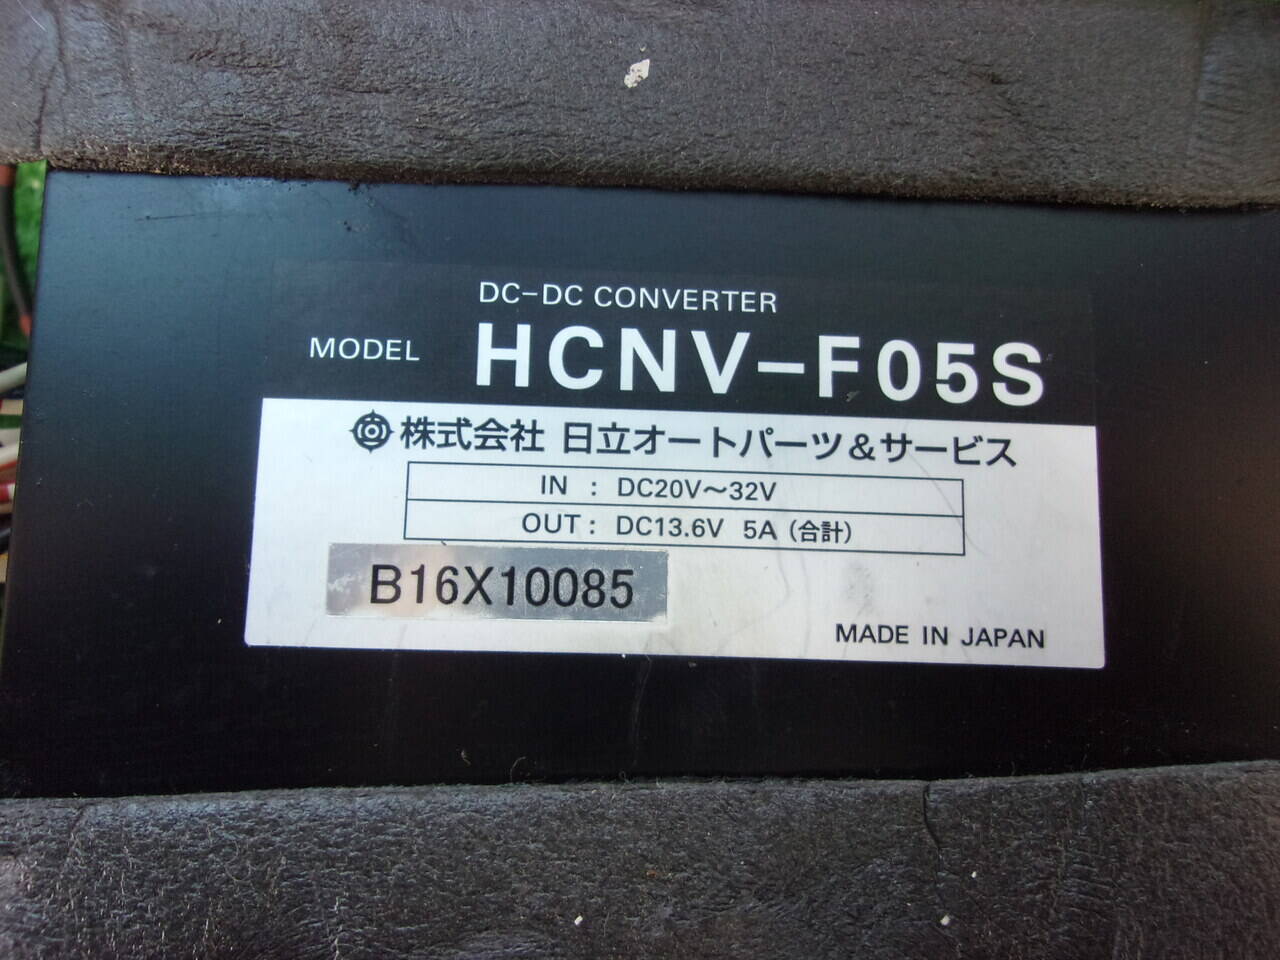 DC-DC CONVERTER
MODEL HCNV-F05S
株式会社 日立オートパーツ&サービス
IN : DC20V～32V
OUT : DC13.6V 5A (合計)
B16X10085
MADE IN JAPAN